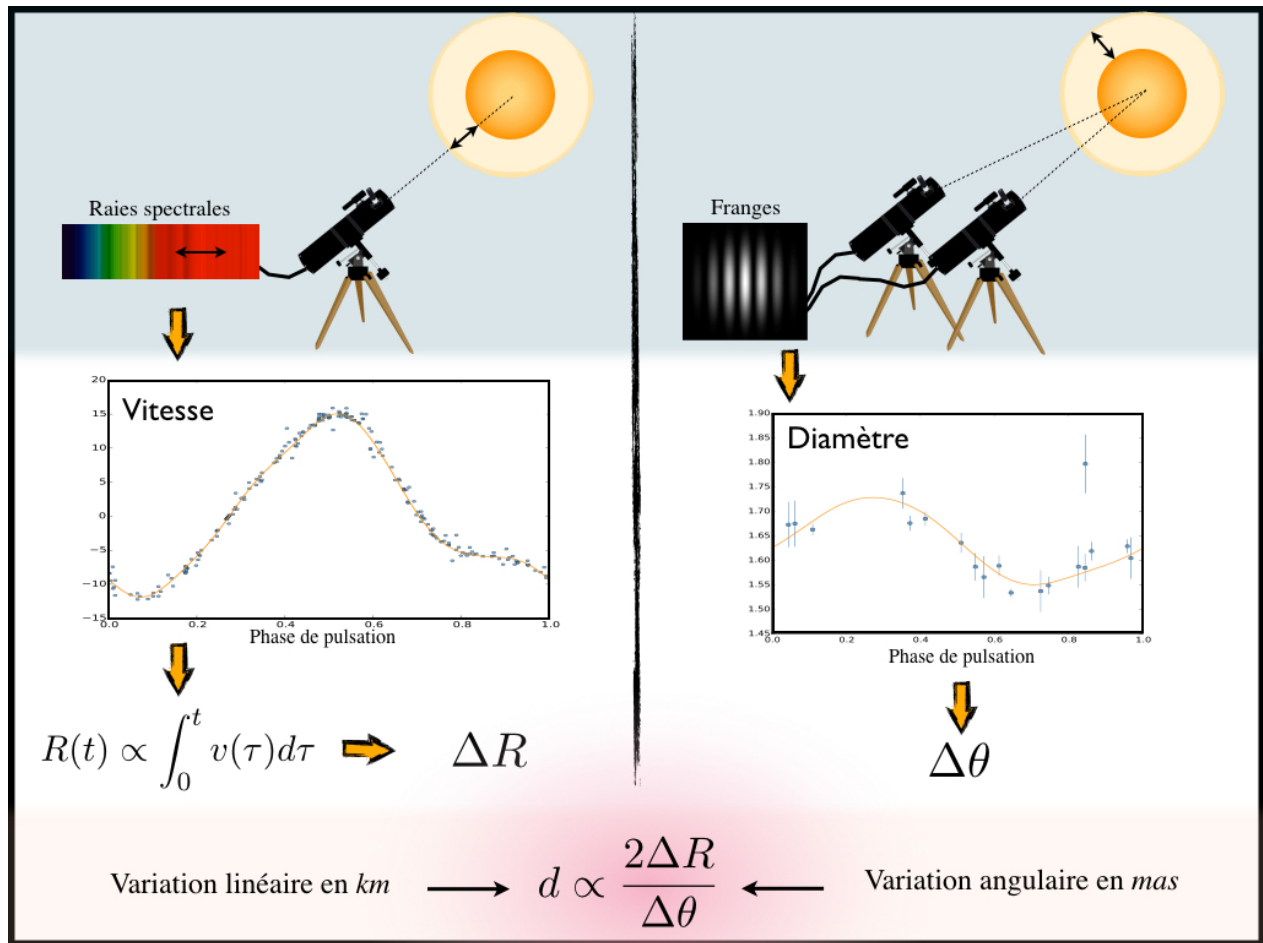 Raies spectrales
Franges
Vitesse
20
15
10
5
0
−5
−10
−15
0.0 0.2 0.4 0.6 0.8 1.0
Phase de pulsation
Diamètre
1.90
1.85
1.80
1.75
1.70
1.65
1.60
1.55
1.50
1.45
0.0 0.2 0.4 0.6 0.8 1.0
Phase de pulsation
R(t) ∝ ∫₀ᵗ v(τ)dτ
ΔR
Δθ
Variation linéaire en km
d ∝ 2ΔR/Δθ
Variation angulaire en mas